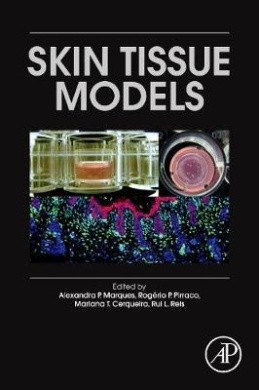 SKIN TISSUE
MODELS
Edited by
Alexandra P. Marques, Rogério P. Pirraco,
Mariana T. Cerqueira, Rui L. Reis
AP